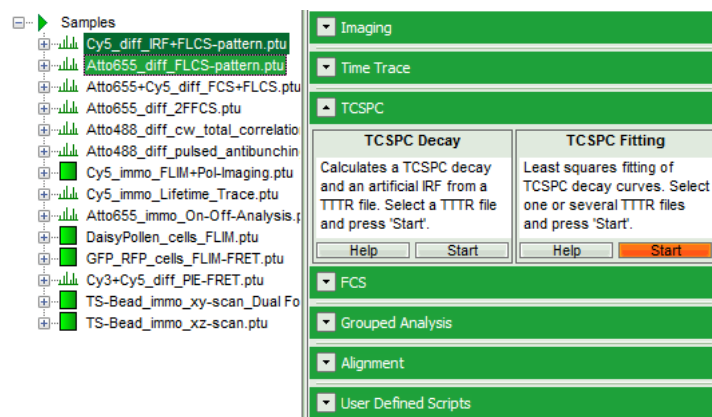 Samples
Cy5_diff_IRF+FLCS-pattern.ptu
Atto655_diff_FLCS-pattern.ptu
Atto655+Cy5_diff_FCS+FLCS.ptu
Atto655_diff_2FFCS.ptu
Atto488_diff_cw_total_correlatio
Atto488_diff_pulsed_antibunchin
Cy5_immo_FLIM+Pol-Imaging.ptu
Cy5_immo_Lifetime_Trace.ptu
Atto655_immo_On-Off-Analysis.p
DaisyPollen_cells_FLIM.ptu
GFP_RFP_cells_FLIM-FRET.ptu
Cy3+Cy5_diff_PIE-FRET.ptu
TS-Bead_immo_xy-scan_Dual Fo
TS-Bead_immo_xz-scan.ptu
Imaging
Time Trace
TCSPC
TCSPC Decay
Calculates a TCSPC decay
and an artificial IRF from a
TTTR file. Select a TTTR file
and press 'Start'.
Help Start
TCSPC Fitting
Least squares fitting of
TCSPC decay curves. Select
one or several TTTR files
and press 'Start'.
Help Start
FCS
Grouped Analysis
Alignment
User Defined Scripts